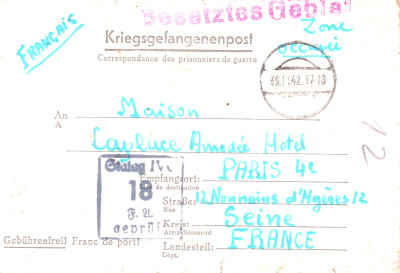 Besetztes Gebiet
FRANÇAIS
Zone
occupée
Kriegsgefangenenpost
Correspondance des prisonniers de guerre
An
A
Maison
Amedée Hotel
Empfangsort: PARIS 4e
de destination
Straße: 12 Nonnains d'Hyères 12
Rue
Kreis: Seine
Arrondissement
Landesteil: FRANCE
Dépt.
Gebührenfrei! Franc de port!
Stalag
18
geprüft
12